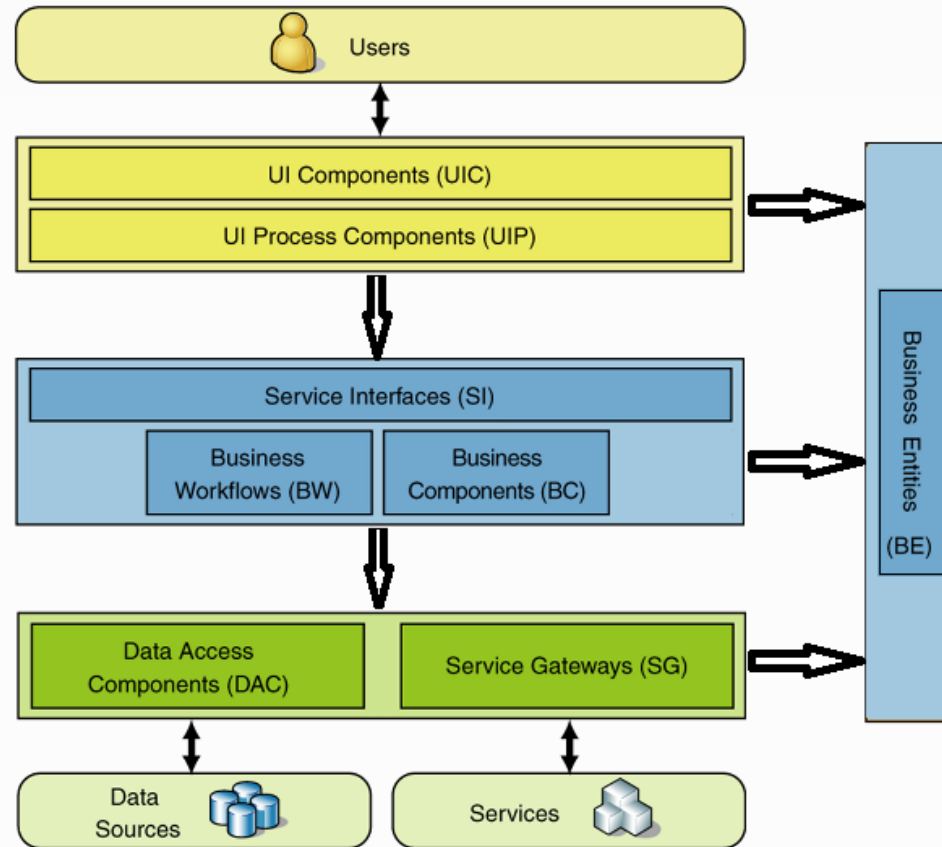 Users
UI Components (UIC)
UI Process Components (UIP)
Service Interfaces (SI)
Business
Workflows (BW)
Business
Components (BC)
Data Access
Components (DAC)
Service Gateways (SG)
Data
Sources
Services
Business Entities
(BE)